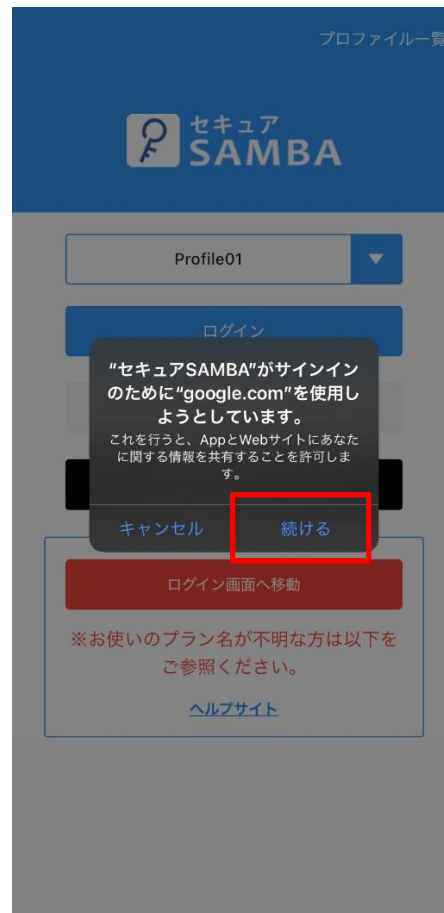 プロファイル一覧
セキュア
SAMBA
Profile01
ログイン
“セキュアSAMBA”がサインイン
のために“google.com”を使用し
ようとしています。
これを行うと、AppとWebサイトにあなた
に関する情報を共有することを許可しま
す。
キャンセル
続ける
ログイン画面へ移動
※お使いのプラン名が不明な方は以下を
ご参照ください。
ヘルプサイト